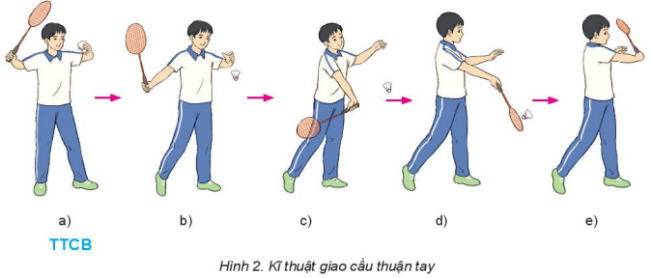 a) b) c) d) e)
TTCB
Hình 2. Kĩ thuật giao cầu thuận tay